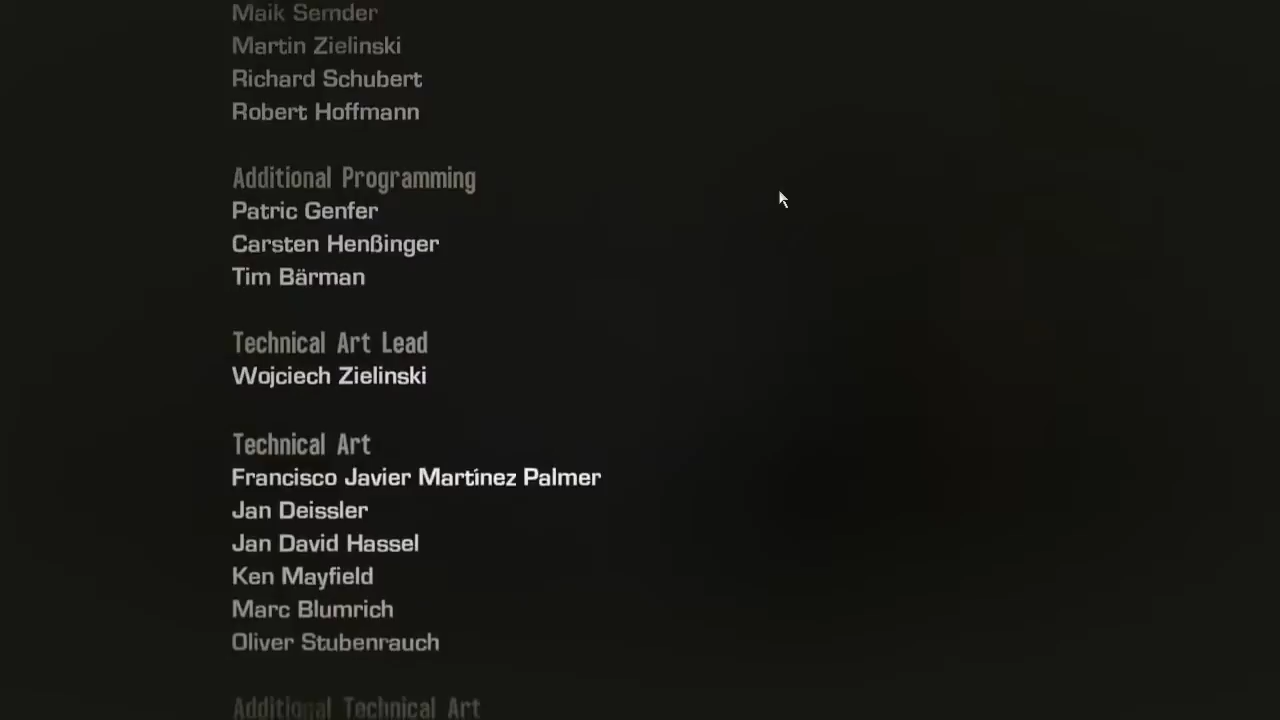 Maik Semder
Martin Zielinski
Richard Schubert
Robert Hoffmann
Additional Programming
Patric Genfer
Carsten Henßinger
Tim Bärman
Technical Art Lead
Wojciech Zielinski
Technical Art
Francisco Javier Martínez Palmer
Jan Deissler
Jan David Hassel
Ken Mayfield
Marc Blumrich
Oliver Stubenrauch
Additional Technical Art